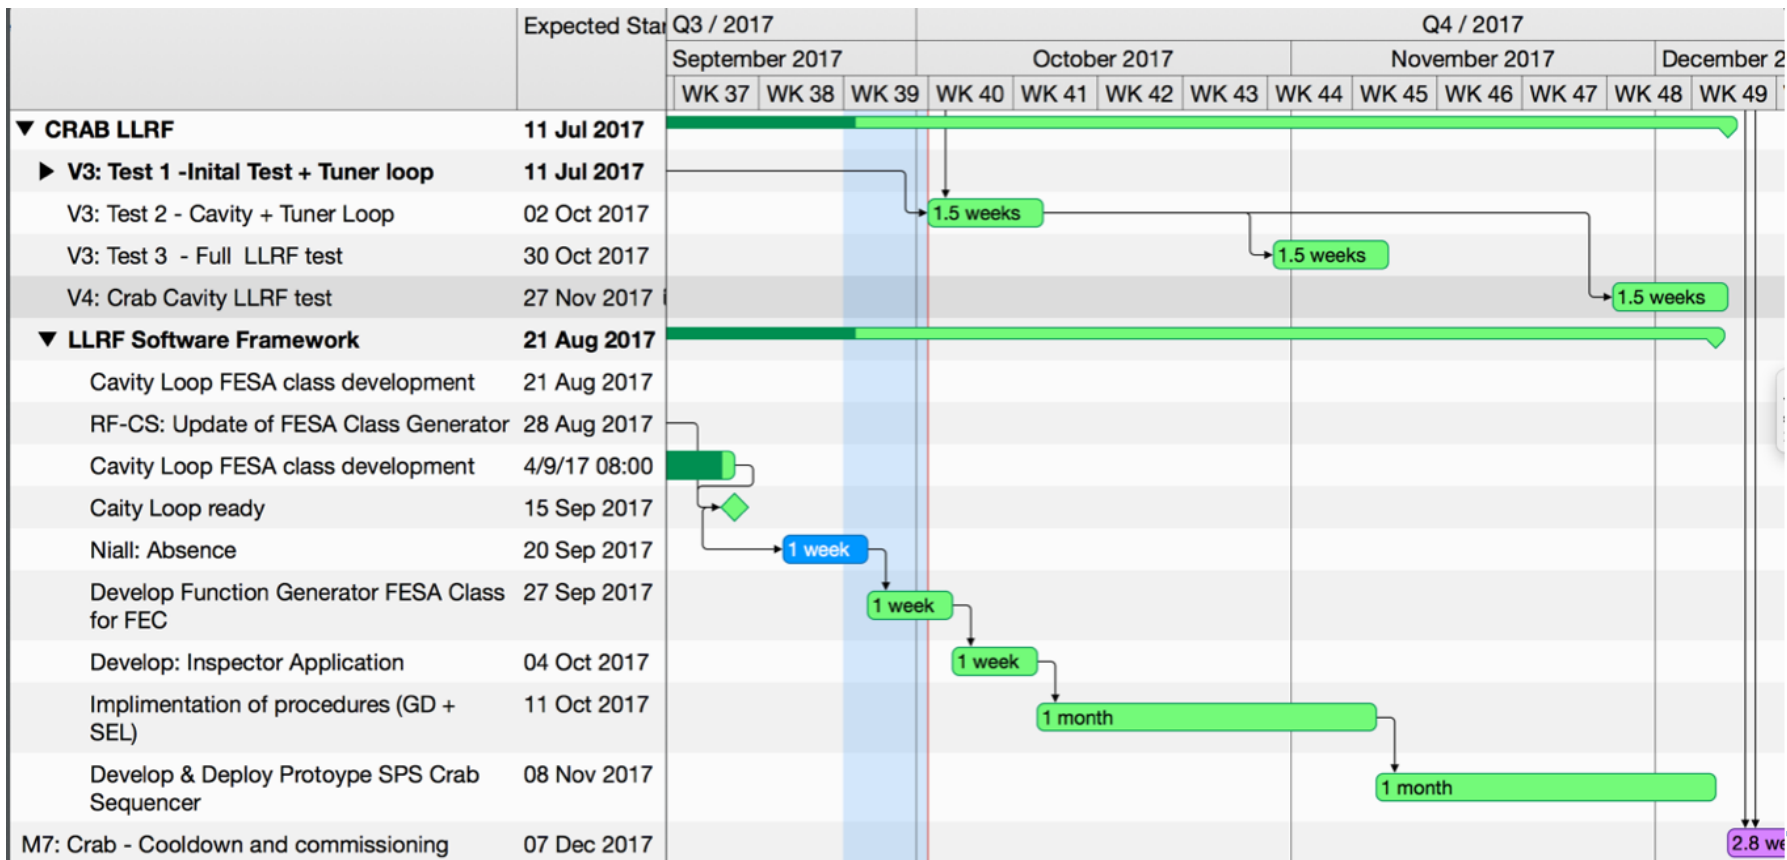 Expected Star Q3 / 2017 Q4 / 2017
September 2017 October 2017 November 2017 December 2
WK 37 WK 38 WK 39 WK 40 WK 41 WK 42 WK 43 WK 44 WK 45 WK 46 WK 47 WK 48 WK 49
CRAB LLRF 11 Jul 2017
V3: Test 1 -Inital Test + Tuner loop 11 Jul 2017
V3: Test 2 - Cavity + Tuner Loop 02 Oct 2017 1.5 weeks
V3: Test 3 - Full LLRF test 30 Oct 2017 1.5 weeks
V4: Crab Cavity LLRF test 27 Nov 2017 1.5 weeks
LLRF Software Framework 21 Aug 2017
Cavity Loop FESA class development 21 Aug 2017
RF-CS: Update of FESA Class Generator 28 Aug 2017
Cavity Loop FESA class development 4/9/17 08:00
Caity Loop ready 15 Sep 2017
Niall: Absence 20 Sep 2017 1 week
Develop Function Generator FESA Class 27 Sep 2017 1 week
for FEC
Develop: Inspector Application 04 Oct 2017 1 week
Implimentation of procedures (GD + 11 Oct 2017 1 month
SEL)
Develop & Deploy Protoype SPS Crab 08 Nov 2017 1 month
Sequencer
M7: Crab - Cooldown and commissioning 07 Dec 2017 2.8 we